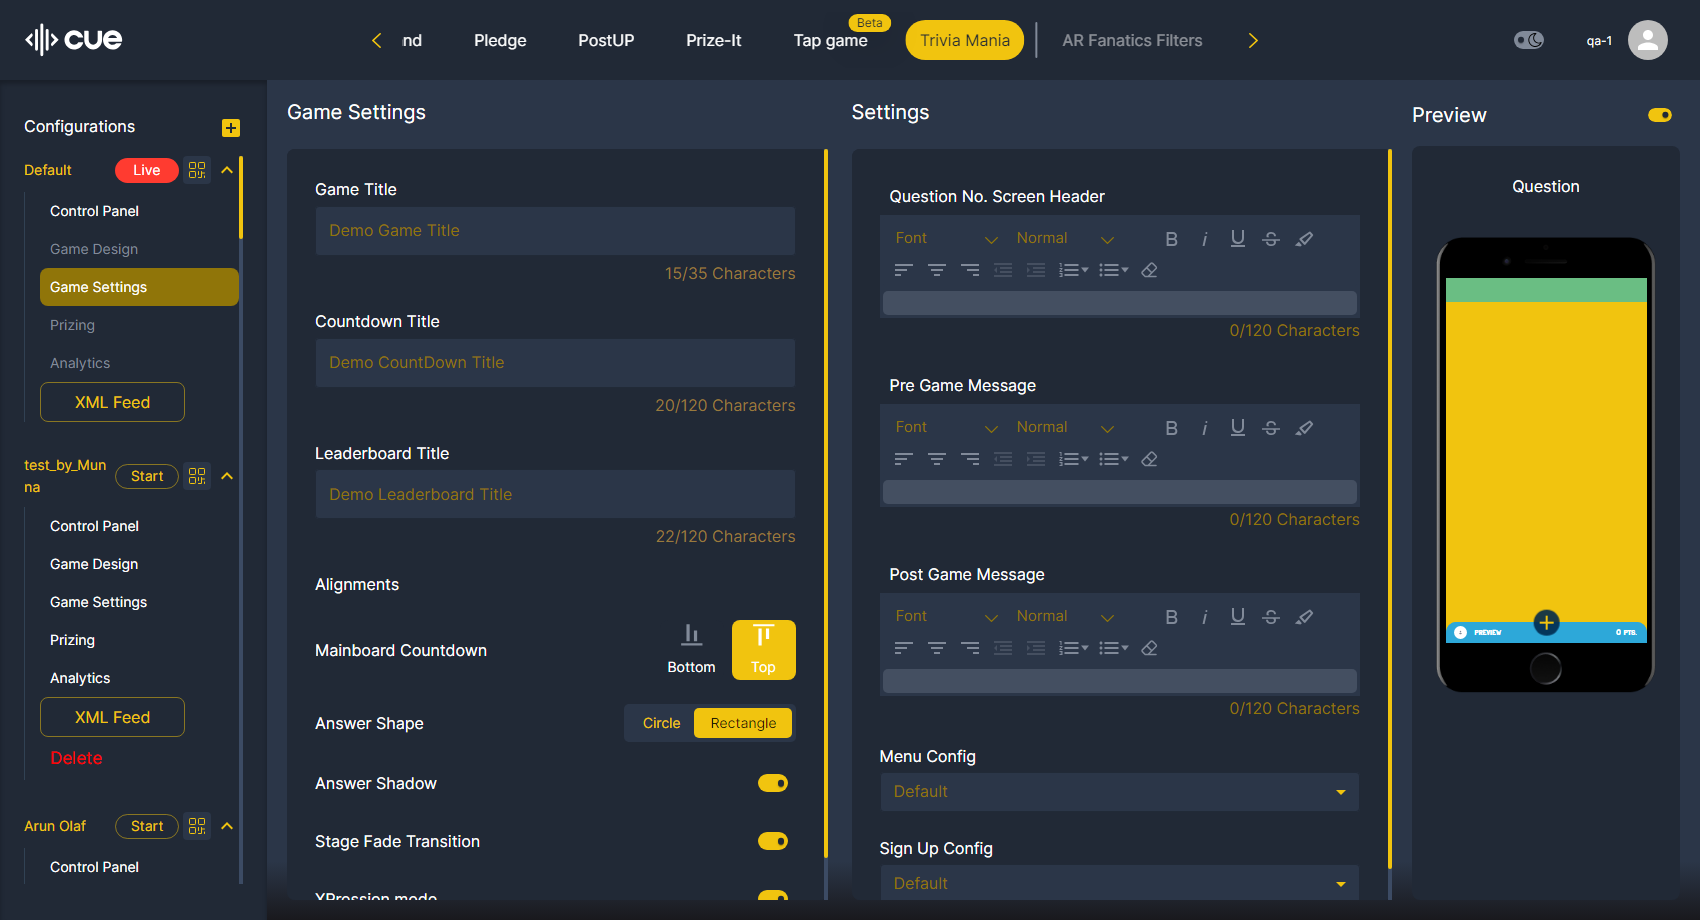 cue
nd
Pledge
PostUP
Prize-It
Tap game
Beta
Trivia Mania
AR Fanatics Filters
qa-1
Configurations
Default
Live
Control Panel
Game Design
Game Settings
Prizing
Analytics
XML Feed
test_by_Mun
na
Start
Control Panel
Game Design
Game Settings
Prizing
Analytics
XML Feed
Delete
Arun Olaf
Start
Control Panel
Game Settings
Game Title
Demo Game Title
15/35 Characters
Countdown Title
Demo CountDown Title
20/120 Characters
Leaderboard Title
Demo Leaderboard Title
22/120 Characters
Alignments
Mainboard Countdown
Bottom
Top
Answer Shape
Circle
Rectangle
Answer Shadow
Stage Fade Transition
XPression mode
Settings
Question No. Screen Header
Font
Normal
0/120 Characters
Pre Game Message
Font
Normal
0/120 Characters
Post Game Message
Font
Normal
0/120 Characters
Menu Config
Default
Sign Up Config
Default
Preview
Question
PREVIEW
0 PTS.